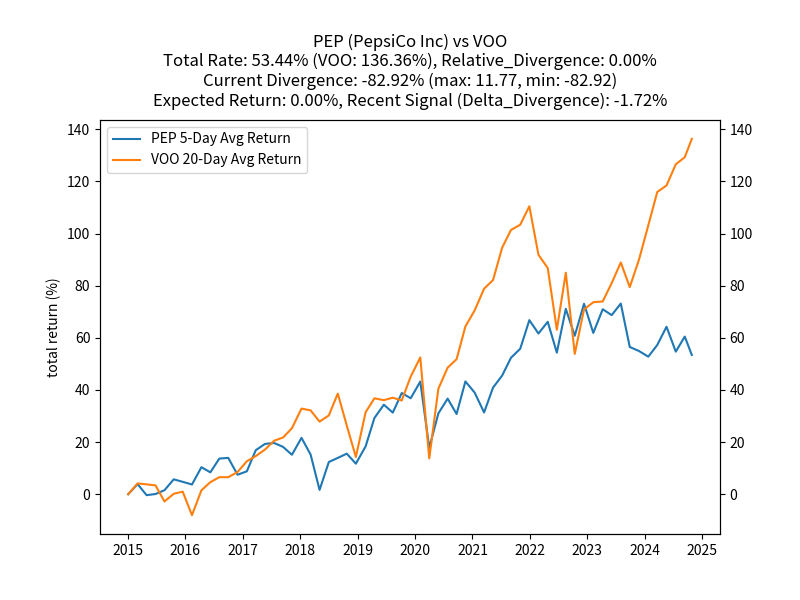 PEP (PepsiCo Inc) vs VOO
Total Rate: 53.44% (VOO: 136.36%), Relative_Divergence: 0.00%
Current Divergence: -82.92% (max: 11.77, min: -82.92)
Expected Return: 0.00%, Recent Signal (Delta_Divergence): -1.72%
PEP 5-Day Avg Return
VOO 20-Day Avg Return
total return (%)
140 140
120 120
100 100
80 80
60 60
40 40
20 20
0 0
2015 2016 2017 2018 2019 2020 2021 2022 2023 2024 2025